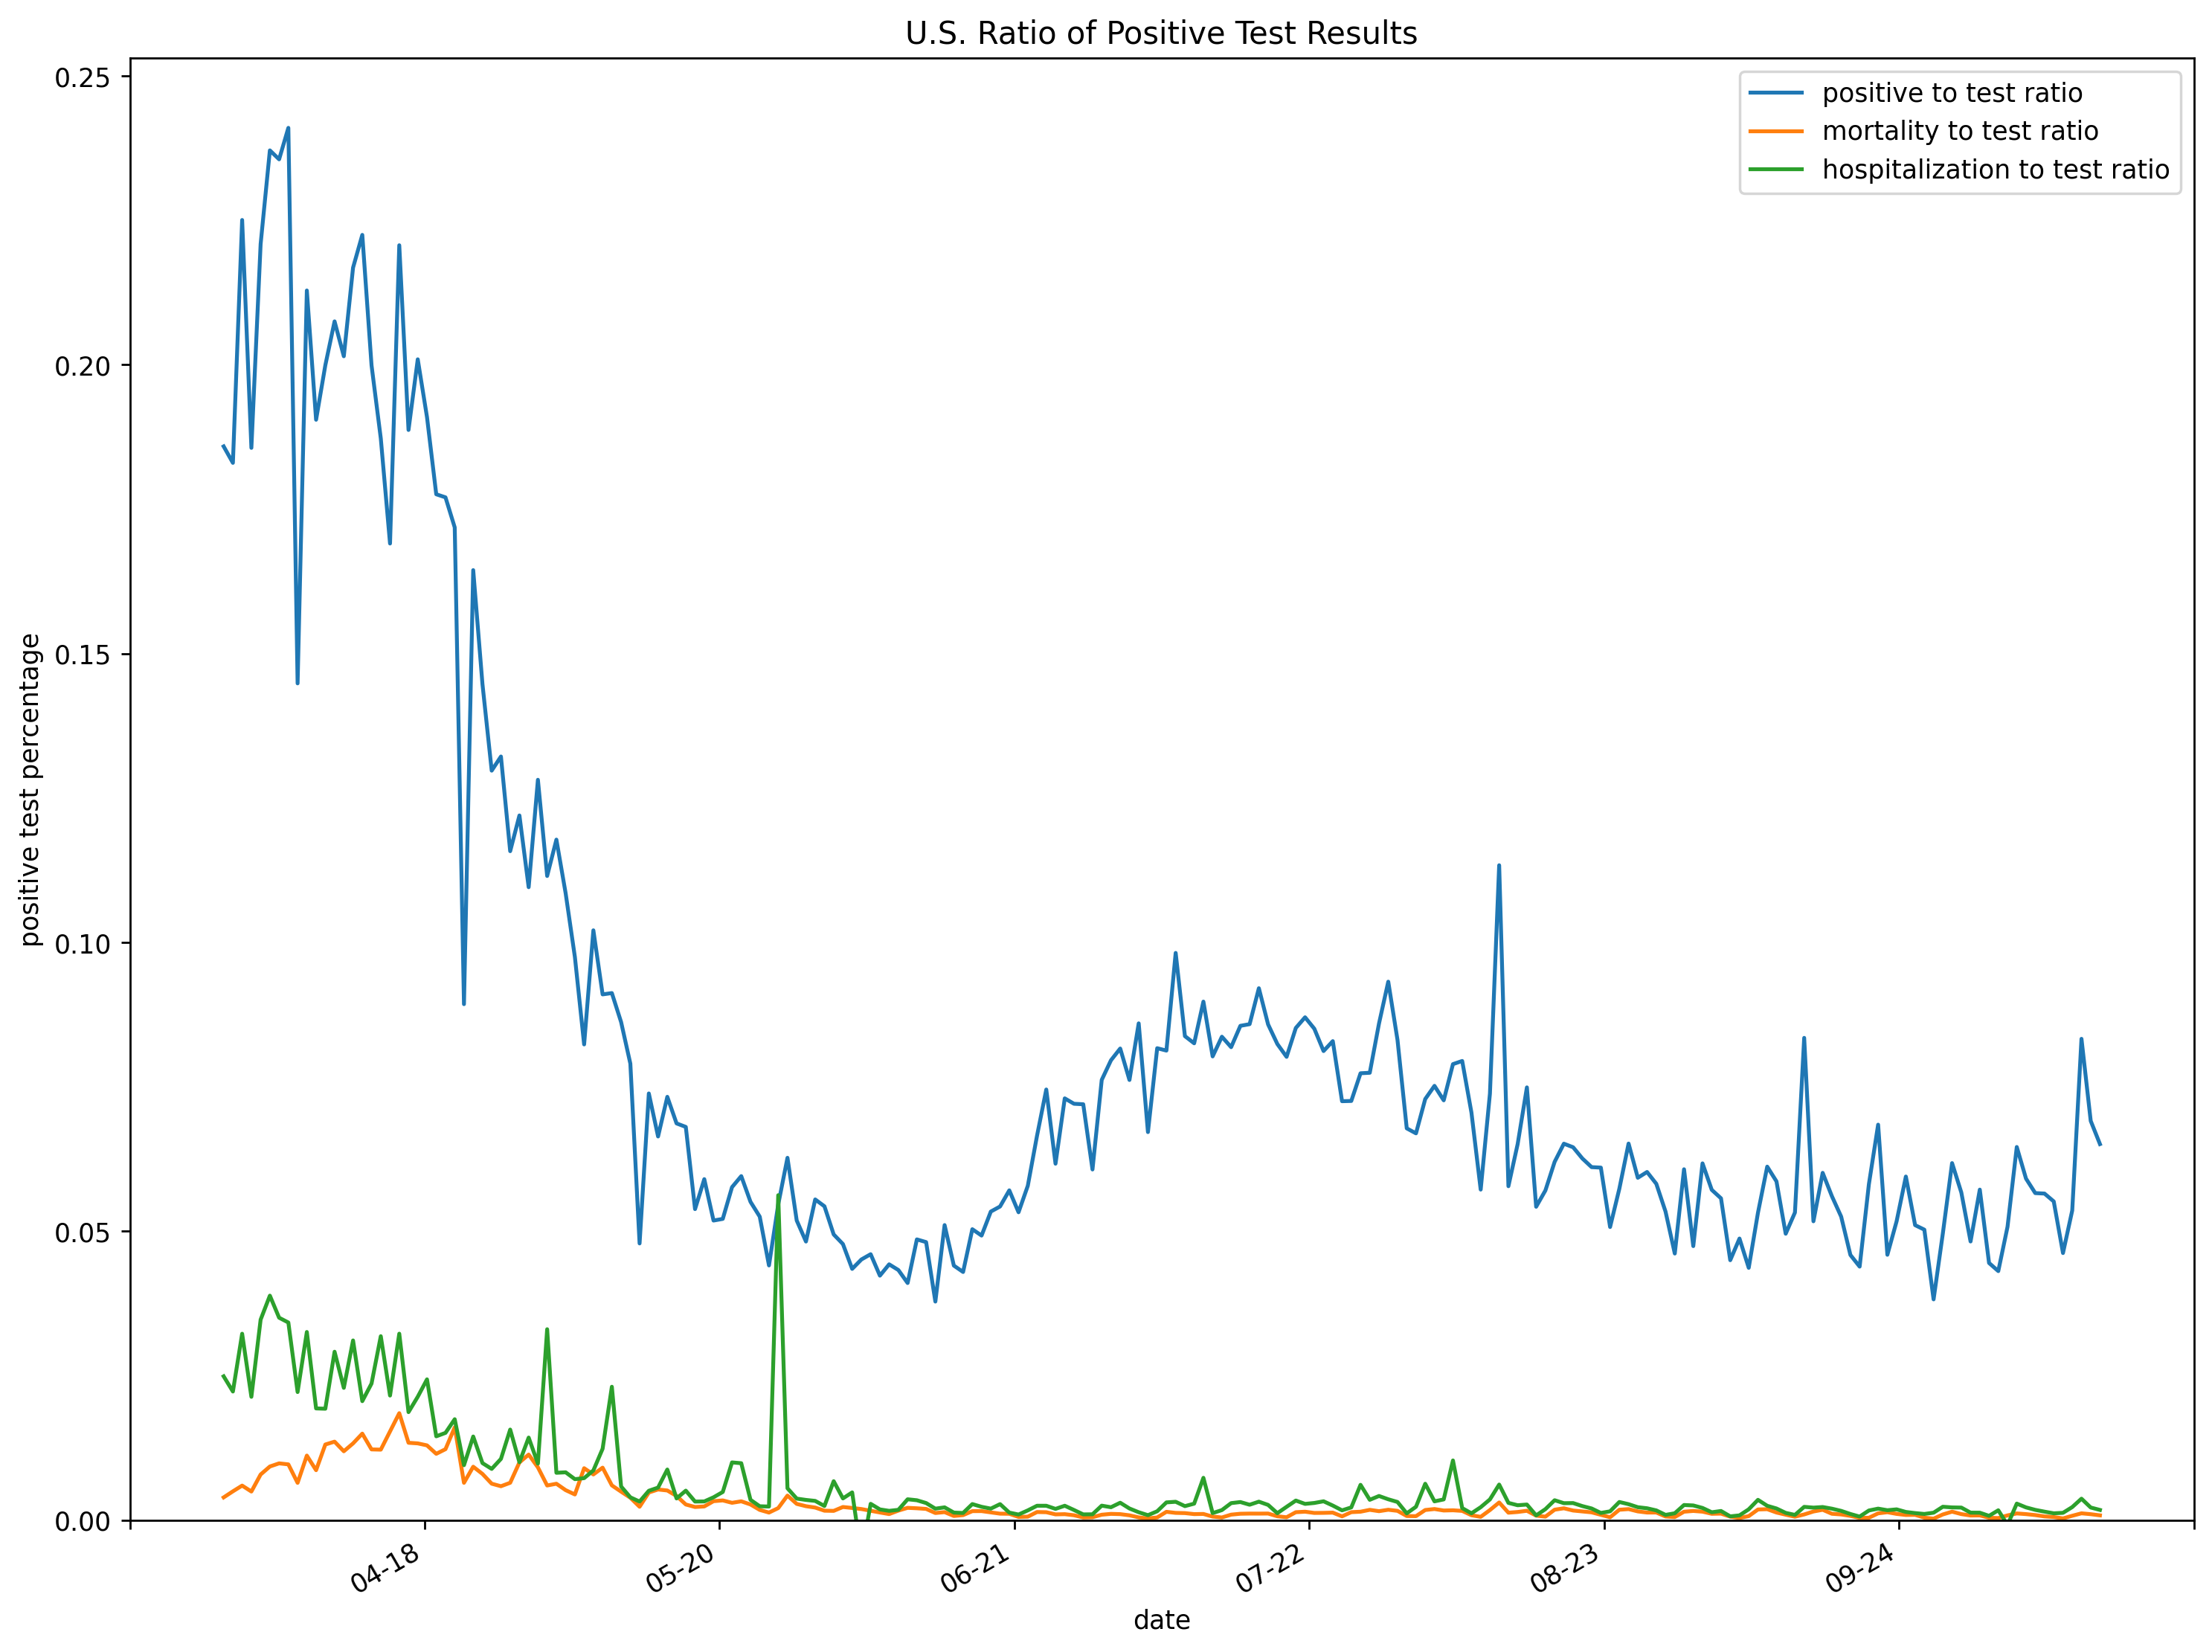 U.S. Ratio of Positive Test Results
positive to test ratio
mortality to test ratio
hospitalization to test ratio
positive test percentage
0.25
0.20
0.15
0.10
0.05
0.00
04-18
05-20
06-21
07-22
08-23
09-24
date